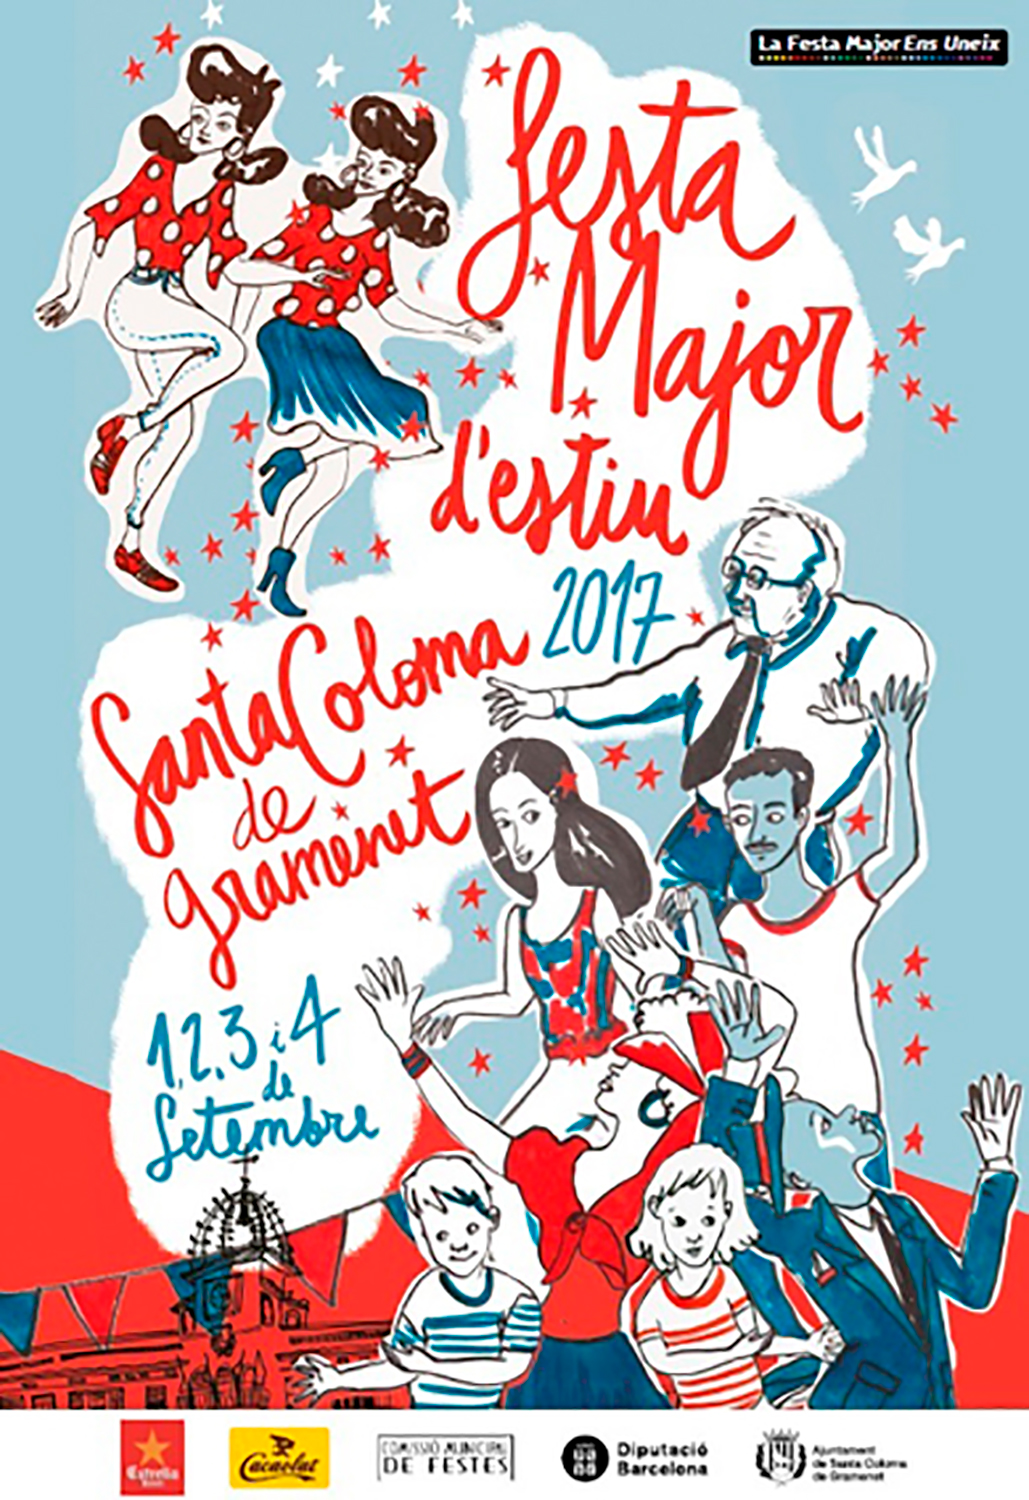 La Festa Major Ens Uneix
festa
Major
d'estiu
2017
Santa Coloma
de
gramenet
1, 2, 3 i 4
de
Setembre
Estrella
Cacaolat
COMISSIÓ MUNICIPAL
DE FESTES
Diputació
Barcelona
Ajuntament
de Santa Coloma
de Gramenet